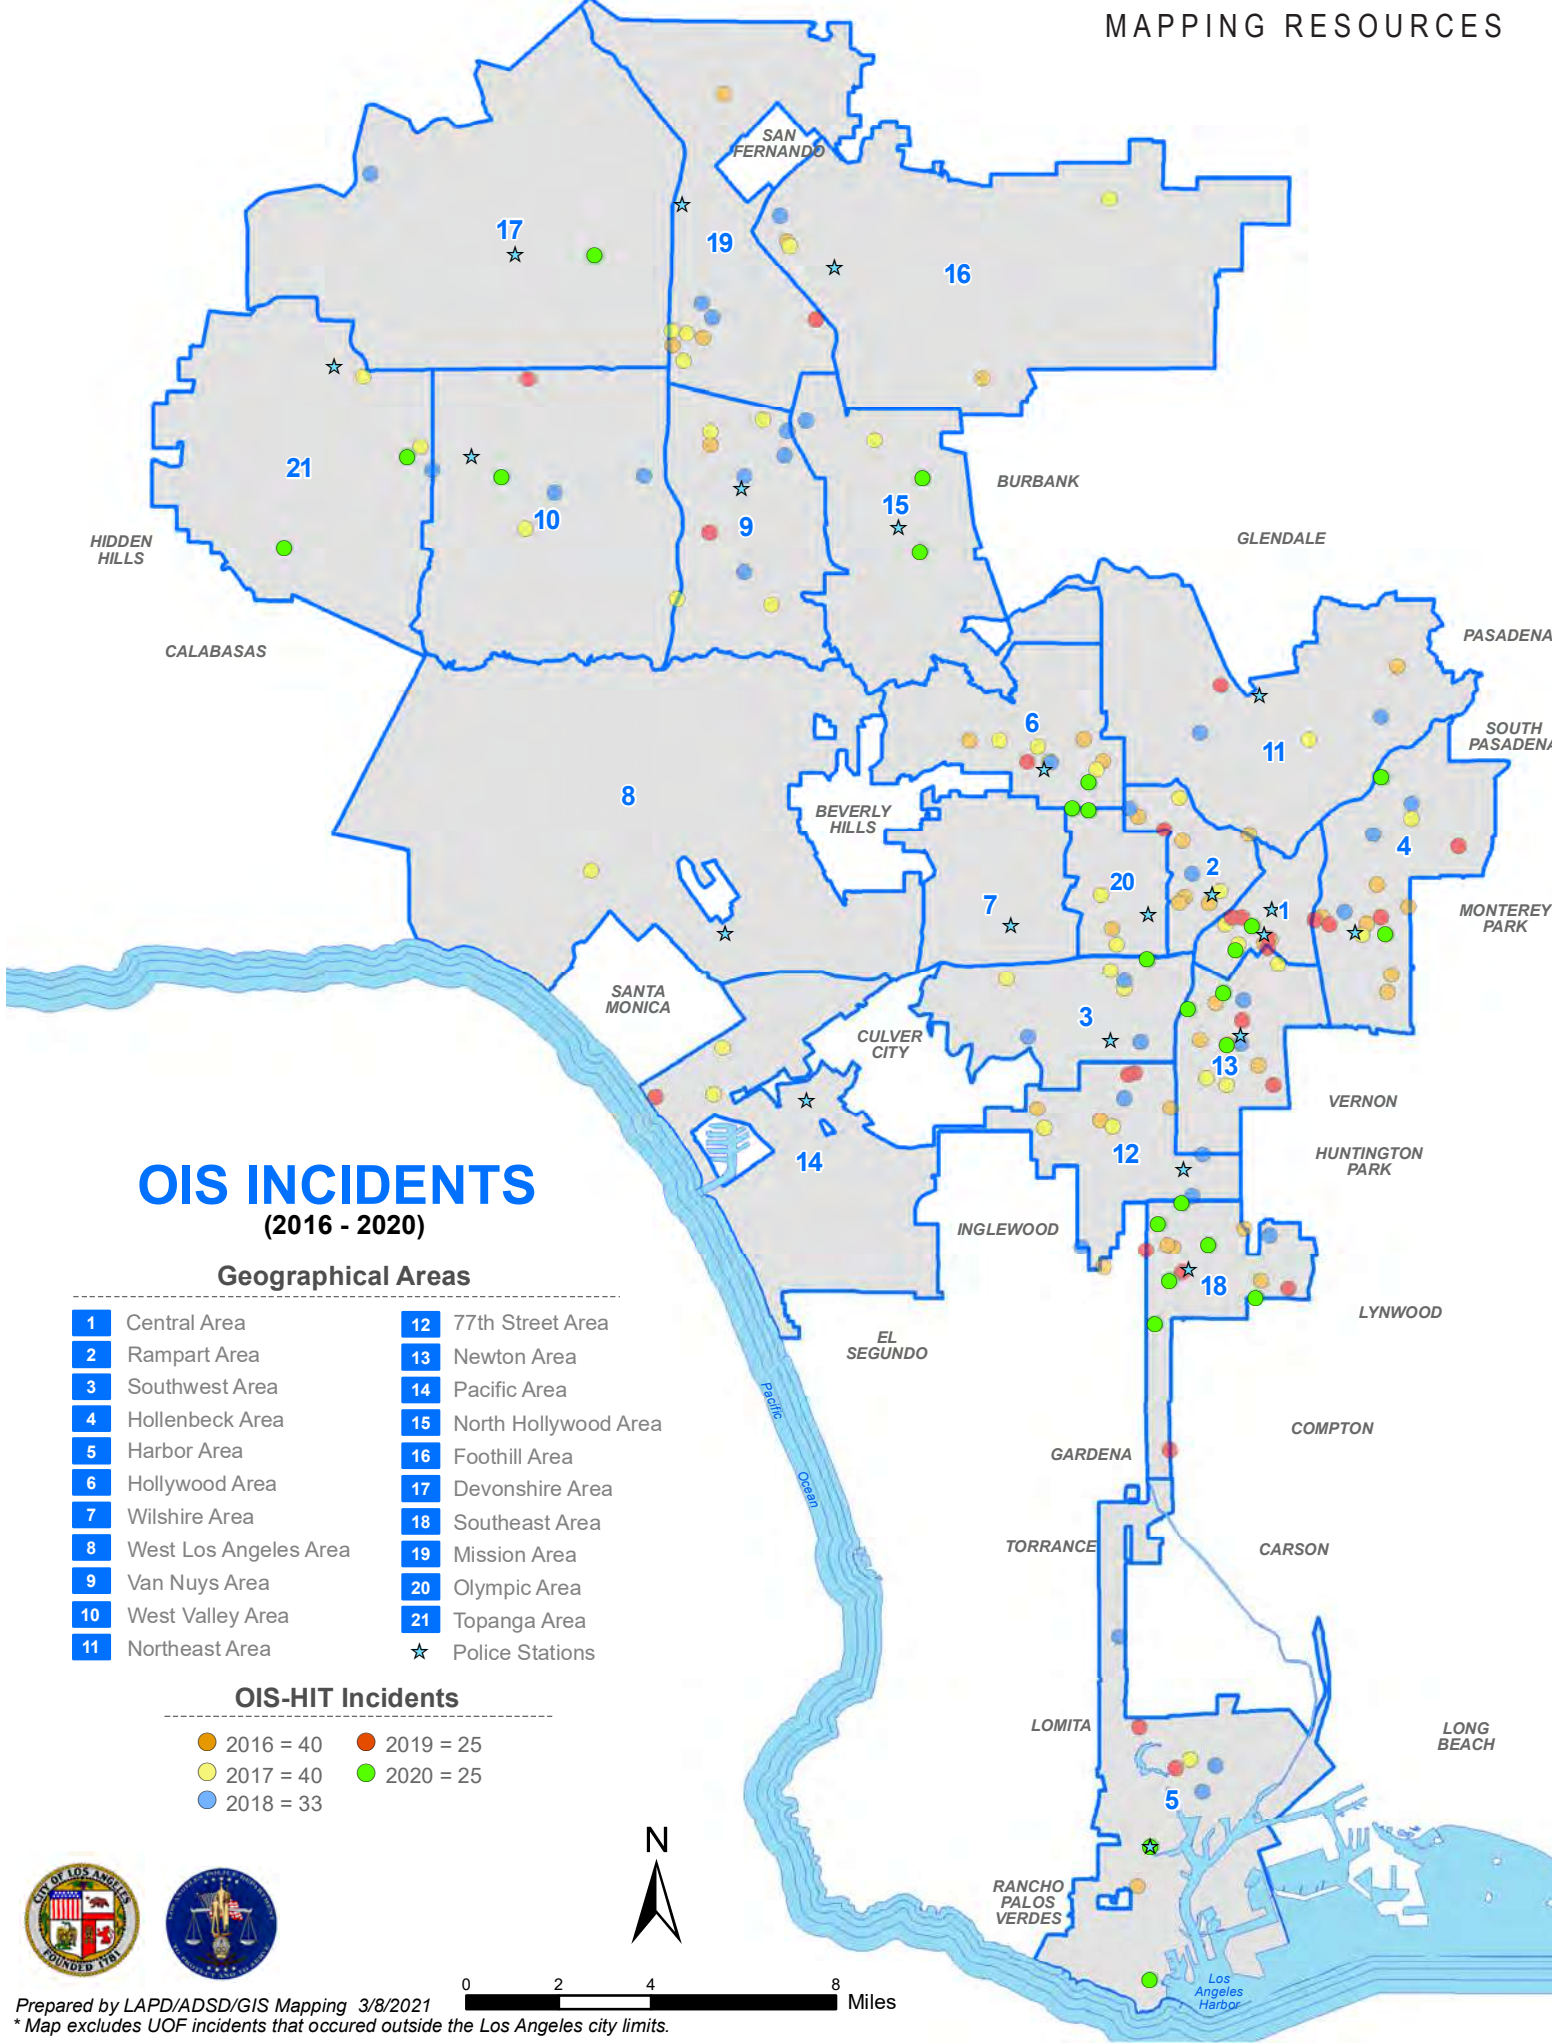 MAPPING RESOURCES
SAN
FERNANDO
17
19
16
21
10
9
15
BURBANK
GLENDALE
HIDDEN
HILLS
CALABASAS
PASADENA
6
11
SOUTH
PASADENA
8
BEVERLY
HILLS
4
2
20
7
1
MONTEREY
PARK
SANTA
MONICA
3
CULVER
CITY
13
VERNON
12
HUNTINGTON
PARK
14
INGLEWOOD
18
LYNWOOD
EL
SEGUNDO
COMPTON
GARDENA
Pacific
Ocean
TORRANCE
CARSON
LOMITA
LONG
BEACH
5
RANCHO
PALOS
VERDES
Los
Angeles
Harbor
OIS INCIDENTS
(2016 - 2020)
Geographical Areas
1 Central Area
2 Rampart Area
3 Southwest Area
4 Hollenbeck Area
5 Harbor Area
6 Hollywood Area
7 Wilshire Area
8 West Los Angeles Area
9 Van Nuys Area
10 West Valley Area
11 Northeast Area
12 77th Street Area
13 Newton Area
14 Pacific Area
15 North Hollywood Area
16 Foothill Area
17 Devonshire Area
18 Southeast Area
19 Mission Area
20 Olympic Area
21 Topanga Area
Police Stations
OIS-HIT Incidents
2016 = 40
2017 = 40
2018 = 33
2019 = 25
2020 = 25
CITY OF LOS ANGELES
FOUNDED 1781
N
0 2 4 8
Miles
Prepared by LAPD/ADSD/GIS Mapping 3/8/2021
* Map excludes UOF incidents that occured outside the Los Angeles city limits.